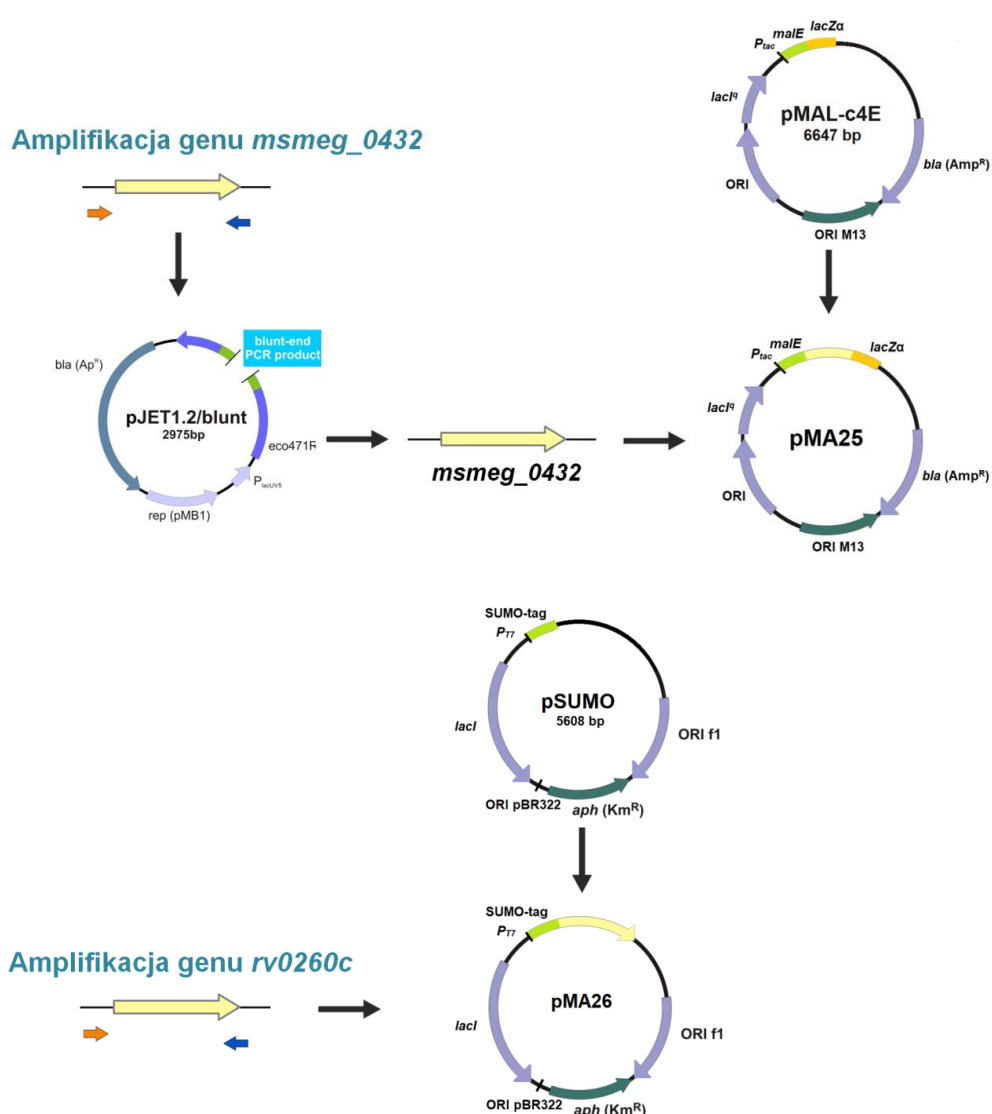 Amplifikacja genu msmeg_0432
Ptac
malE
lacZα
lacIq
pMAL-c4E
6647 bp
bla (AmpR)
ORI
ORI M13
blunt-end
PCR product
bla (ApR)
pJET1.2/blunt
2975bp
eco471R
PlacUV5
rep (pMB1)
msmeg_0432
Ptac
malE
lacZα
lacIq
pMA25
bla (AmpR)
ORI
ORI M13
SUMO-tag
PT7
pSUMO
5608 bp
lacI
ORI f1
ORI pBR322
aph (KmR)
Amplifikacja genu rv0260c
SUMO-tag
PT7
pMA26
lacI
ORI f1
ORI pBR322
aph (KmR)